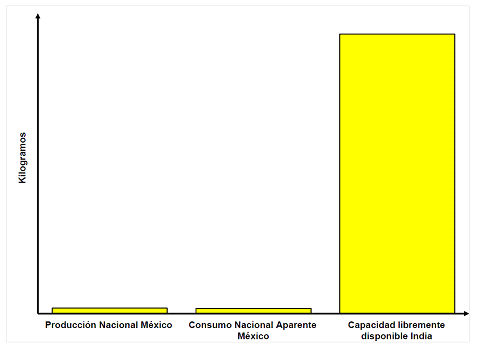 Kilogramos
Producción Nacional México
Consumo Nacional Aparente
México
Capacidad libremente
disponible India